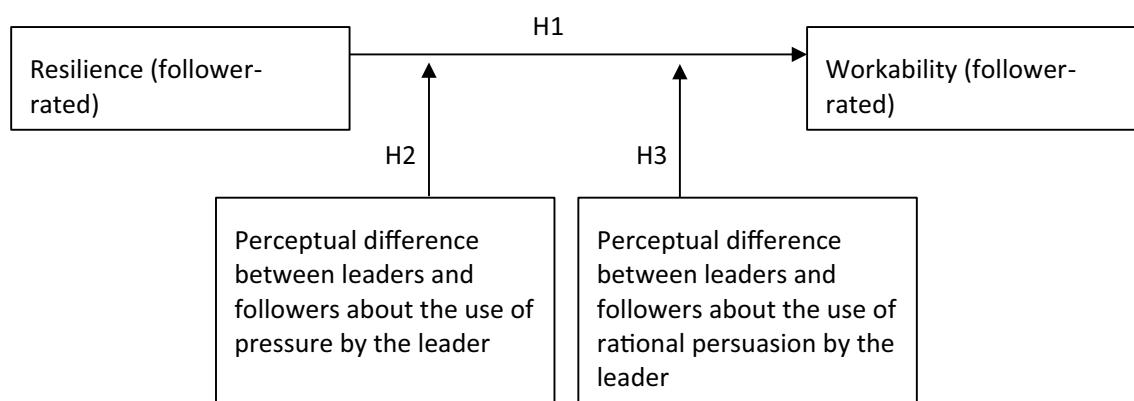 H1
Resilience (follower-
rated)
Workability (follower-
rated)
H2
H3
Perceptual difference
between leaders and
followers about the use of
pressure by the leader
Perceptual difference
between leaders and
followers about the use of
rational persuasion by the
leader